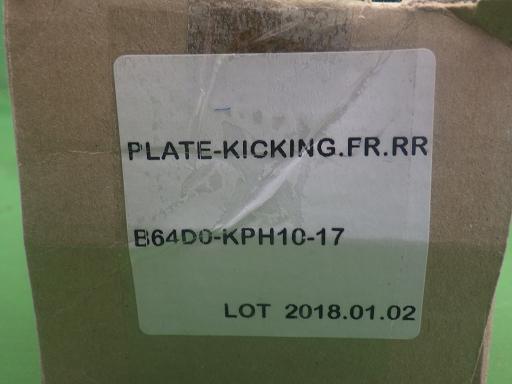 PLATE-KICKING.FR.RR
B64D0-KPH10-17
LOT 2018.01.02